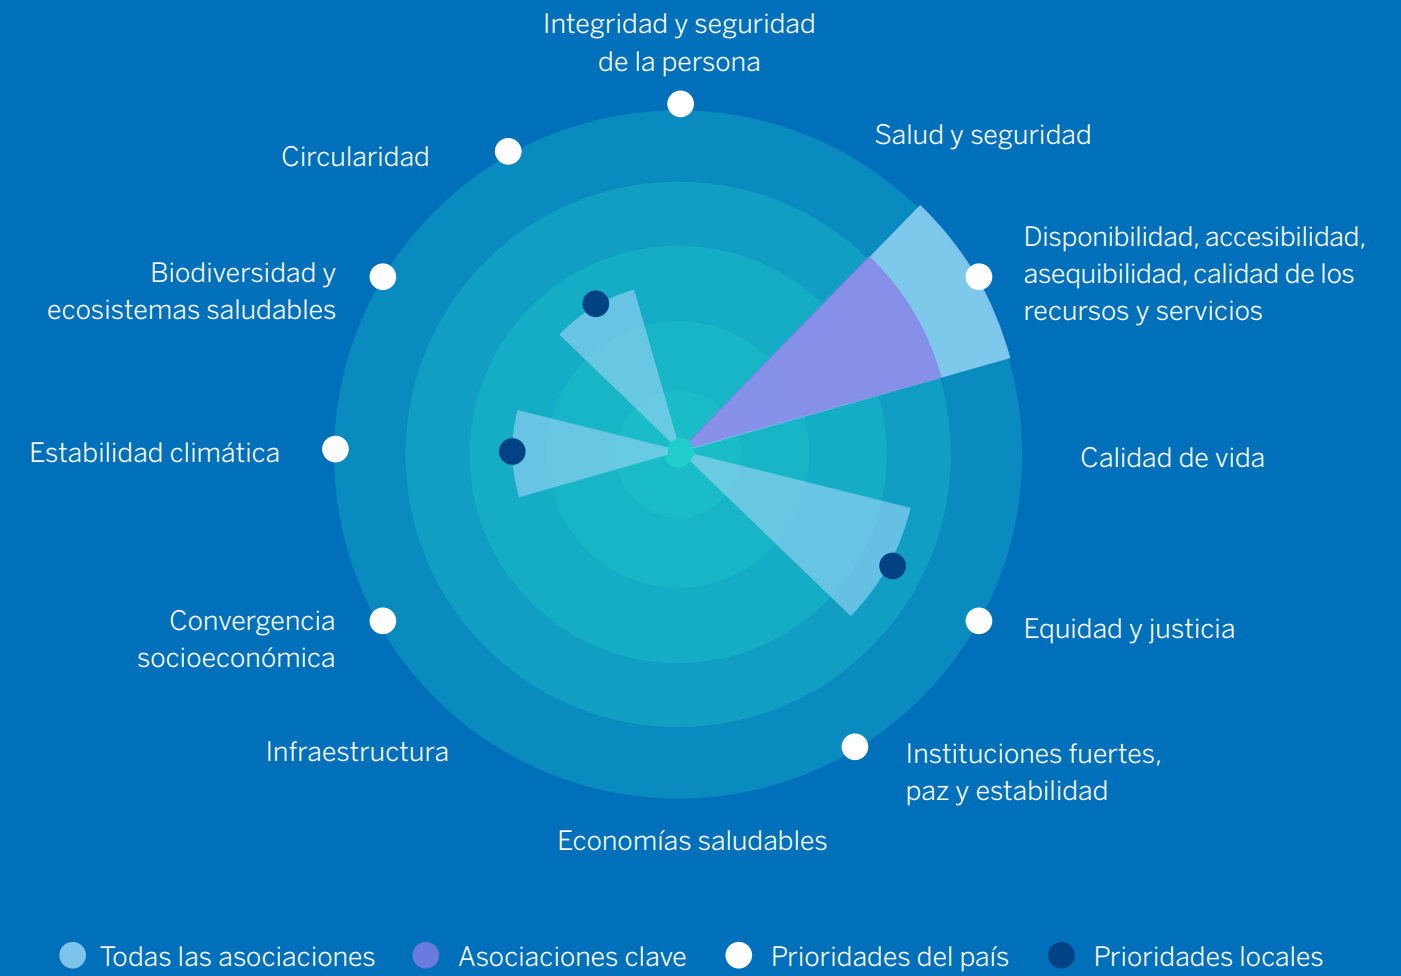 Integridad y seguridad
de la persona
Salud y seguridad
Circularidad
Disponibilidad, accesibilidad,
asequibilidad, calidad de los
recursos y servicios
Biodiversidad y
ecosistemas saludables
Estabilidad climática
Calidad de vida
Convergencia
socioeconómica
Equidad y justicia
Infraestructura
Instituciones fuertes,
paz y estabilidad
Economías saludables
Todas las asociaciones
Asociaciones clave
Prioridades del país
Prioridades locales